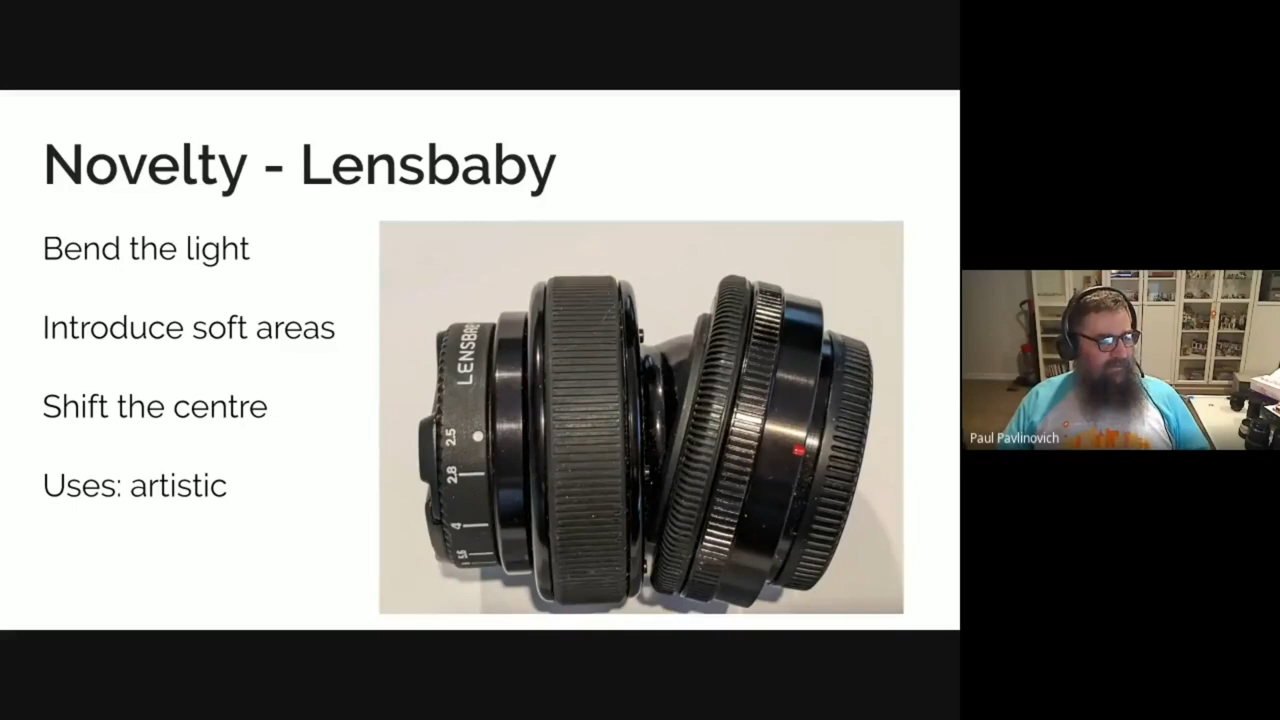 Novelty - Lensbaby
Bend the light
Introduce soft areas
Shift the centre
Uses: artistic
2.5
2.8
4
5.6
Paul Pavlinovich